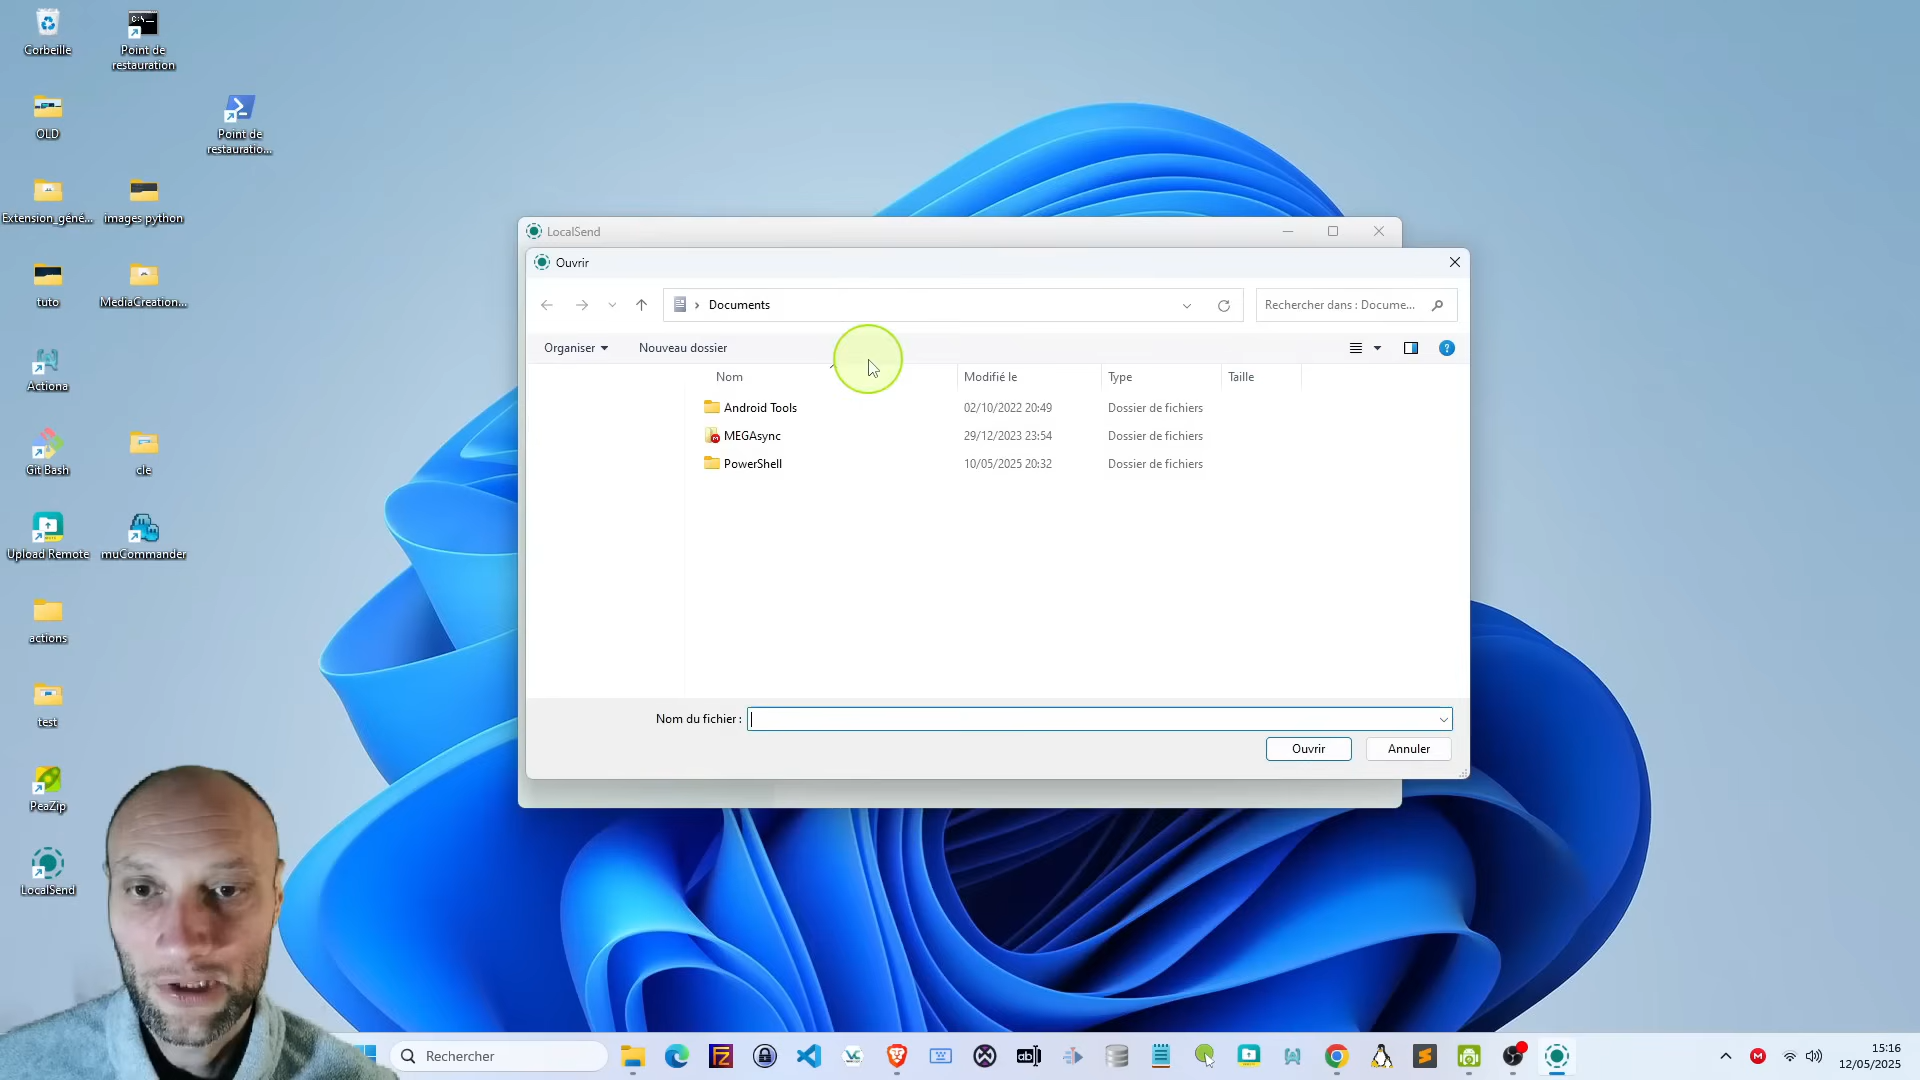 Corbeille
Point de
restauration
OLD
Point de
restauratio...
Extension_géné...
images python
tuto
MediaCreation...
Actiona
Git Bash
cle
Upload Remote
muCommander
actions
test
PeaZip
LocalSend
LocalSend
Ouvrir
Documents
Rechercher dans : Docume...
Organiser
Nouveau dossier
Nom
Modifié le
Type
Taille
Android Tools
02/10/2022 20:49
Dossier de fichiers
MEGAsync
29/12/2023 23:54
Dossier de fichiers
PowerShell
10/05/2025 20:32
Dossier de fichiers
Nom du fichier :
Ouvrir
Annuler
Rechercher
15:16
12/05/2025